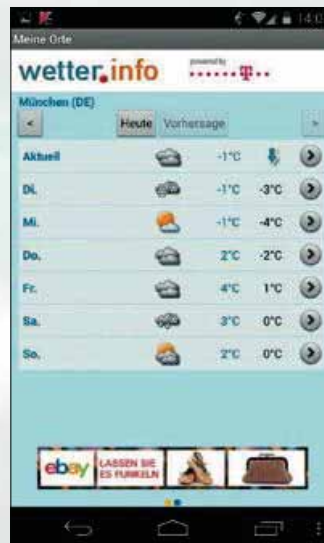 14:0
Meine Orte
wetter.info
powered by
T
München (DE)
< Heute Vorhersage >
Aktuell -1°C
Di. -1°C -3°C
Mi. -1°C -4°C
Do. 2°C -2°C
Fr. 4°C 1°C
Sa. 3°C 0°C
So. 2°C 0°C
ebay LASSEN SIE
ES FUNKELN